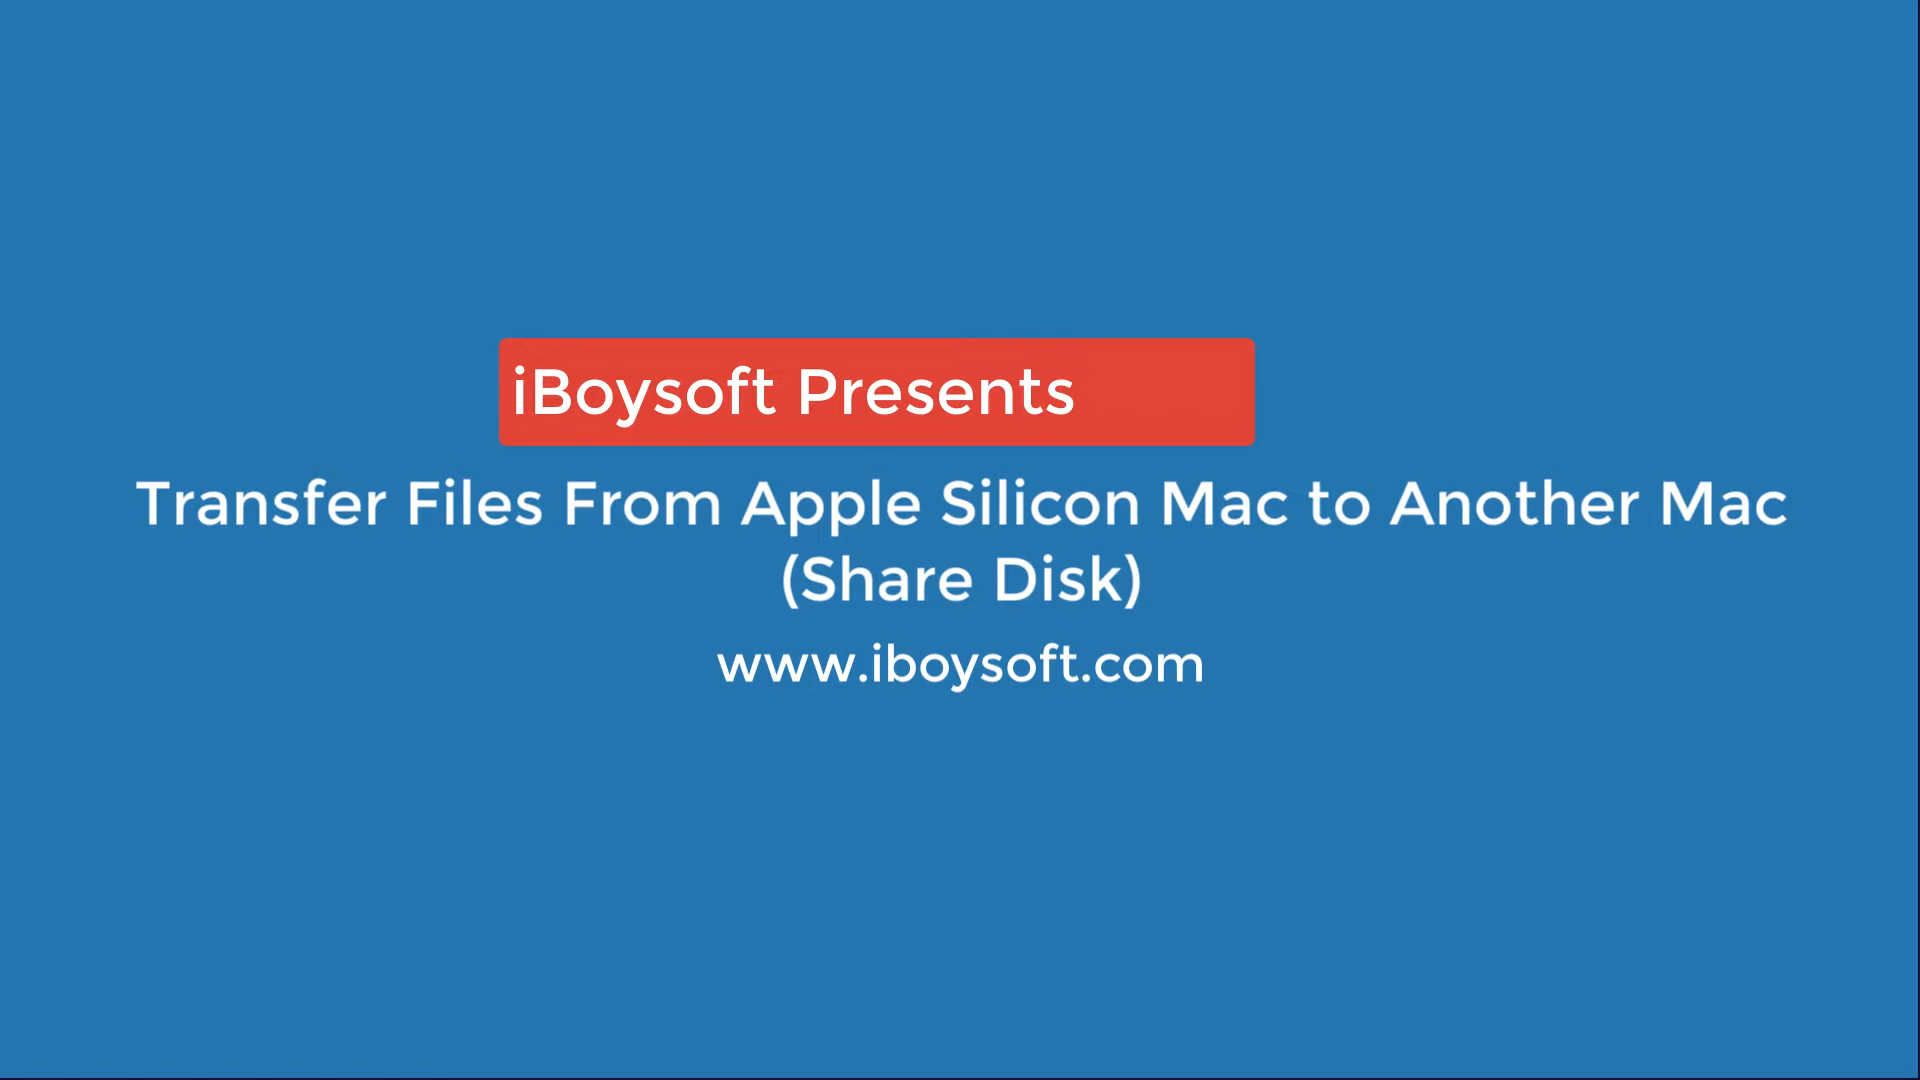 iBoysoft Presents
Transfer Files From Apple Silicon Mac to Another Mac
(Share Disk)
www.iboysoft.com